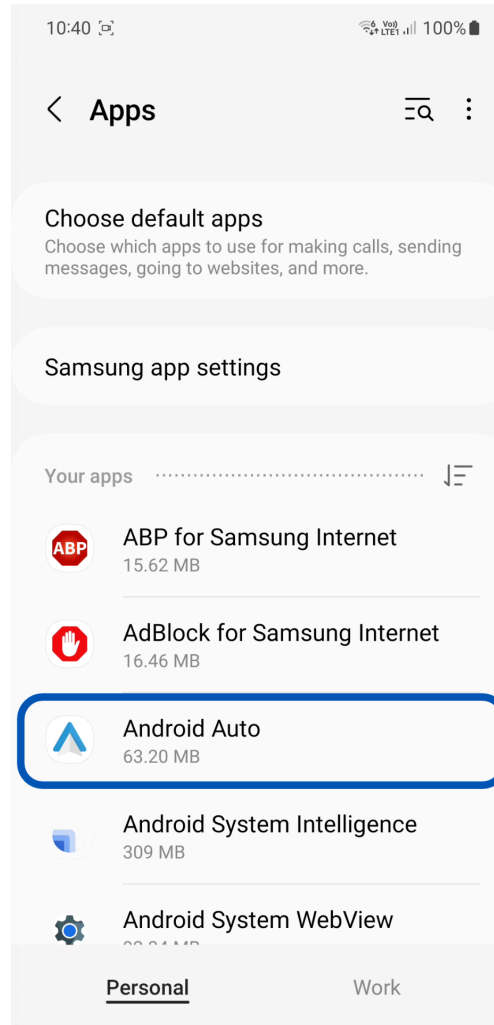 10:40
Vo)) LTE1 100%
Apps
Choose default apps
Choose which apps to use for making calls, sending
messages, going to websites, and more.
Samsung app settings
Your apps
ABP
ABP for Samsung Internet
15.62 MB
AdBlock for Samsung Internet
16.46 MB
Android Auto
63.20 MB
Android System Intelligence
309 MB
Android System WebView
Personal
Work